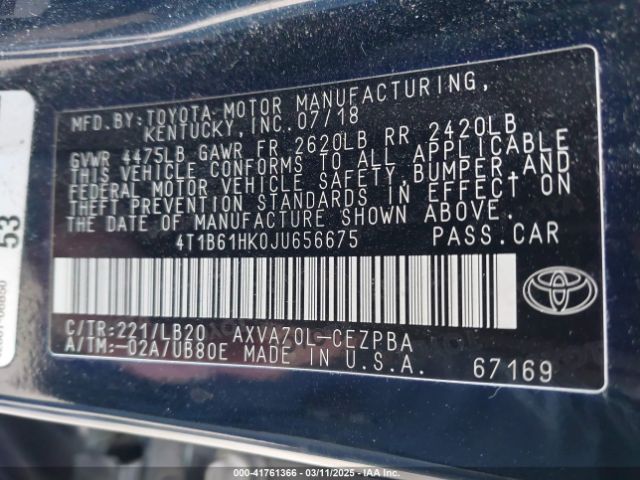 MFD.BY:TOYOTA MOTOR MANUFACTURING,
KENTUCKY, INC. 07/18
GVWR 4475LB GAWR FR 2620LB RR 2420LB
THIS VEHICLE CONFORMS TO ALL APPLICABLE
FEDERAL MOTOR VEHICLE SAFETY,BUMPER,AND
THEFT PREVENTION STANDARDS IN EFFECT ON
THE DATE OF MANUFACTURE SHOWN ABOVE.
4T1B61HK0JU656675 PASS.CAR
C/TR:221/LB20 AXVA70L-CEZPBA
A/TM:-02A7UB80E MADE IN U.S.A.
67169
53
000-41761366 | 03/11/2025 | IAA Inc.